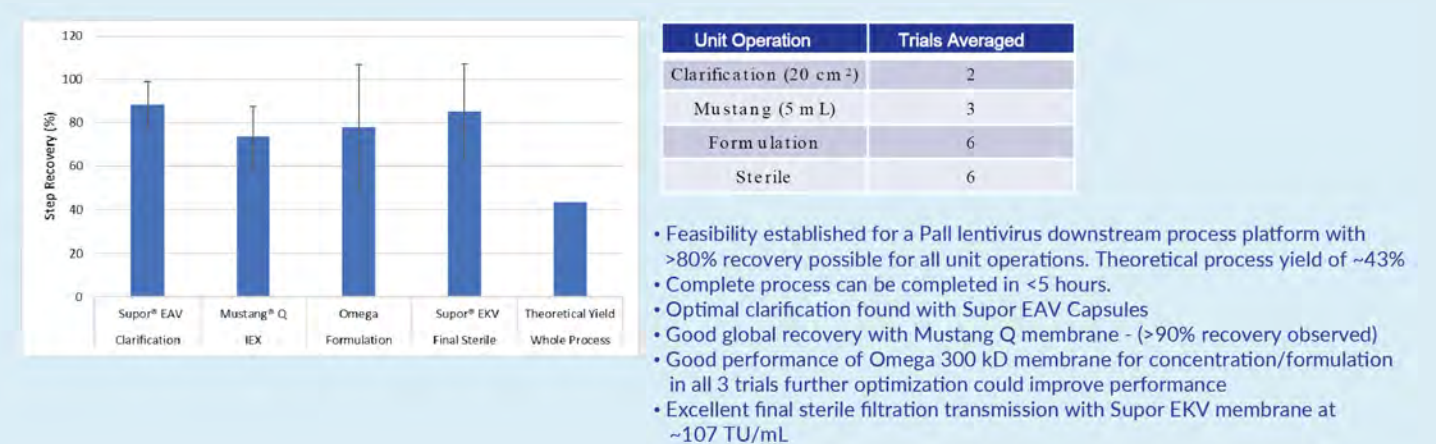 120
100
80
60
40
20
0
Step Recovery (%)
Supor® EAV Mustang® Q Omega Supor® EKV Theoretical Yield
Clarification IEX Formulation Final Sterile Whole Process
Unit Operation Trials Averaged
Clarification (20 cm²) 2
Mustang (5 mL) 3
Formulation 6
Sterile 6
• Feasibility established for a Pall lentivirus downstream process platform with
>80% recovery possible for all unit operations. Theoretical process yield of ~43%
• Complete process can be completed in <5 hours.
• Optimal clarification found with Supor EAV Capsules
• Good global recovery with Mustang Q membrane - (>90% recovery observed)
• Good performance of Omega 300 kD membrane for concentration/formulation
in all 3 trials further optimization could improve performance
• Excellent final sterile filtration transmission with Supor EKV membrane at
~107 TU/mL